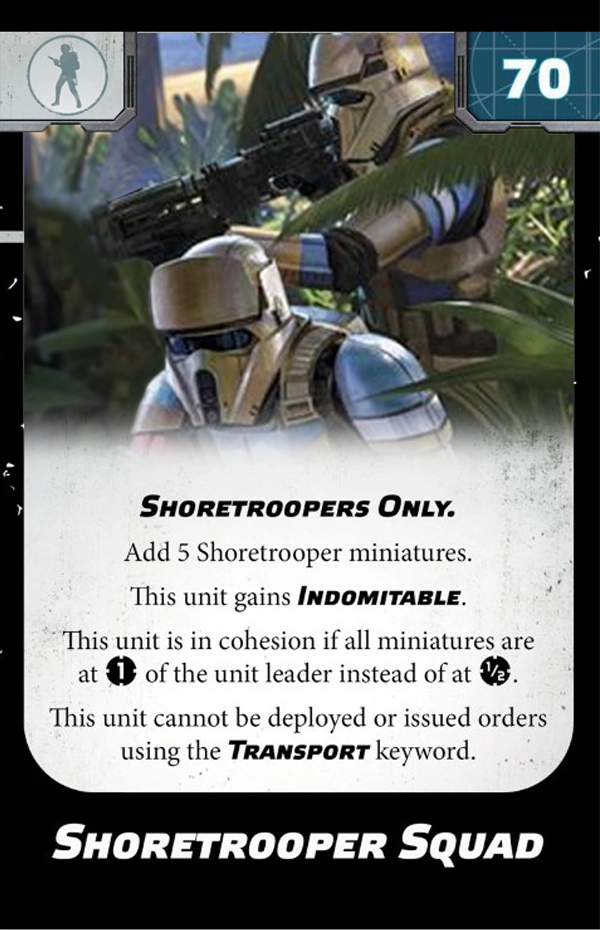 70
SHORETROOPERS ONLY.
Add 5 Shoretrooper miniatures.
This unit gains INDOMITABLE.
This unit is in cohesion if all miniatures are
at 1 of the unit leader instead of at ½.
This unit cannot be deployed or issued orders
using the TRANSPORT keyword.
SHORETROOPER SQUAD